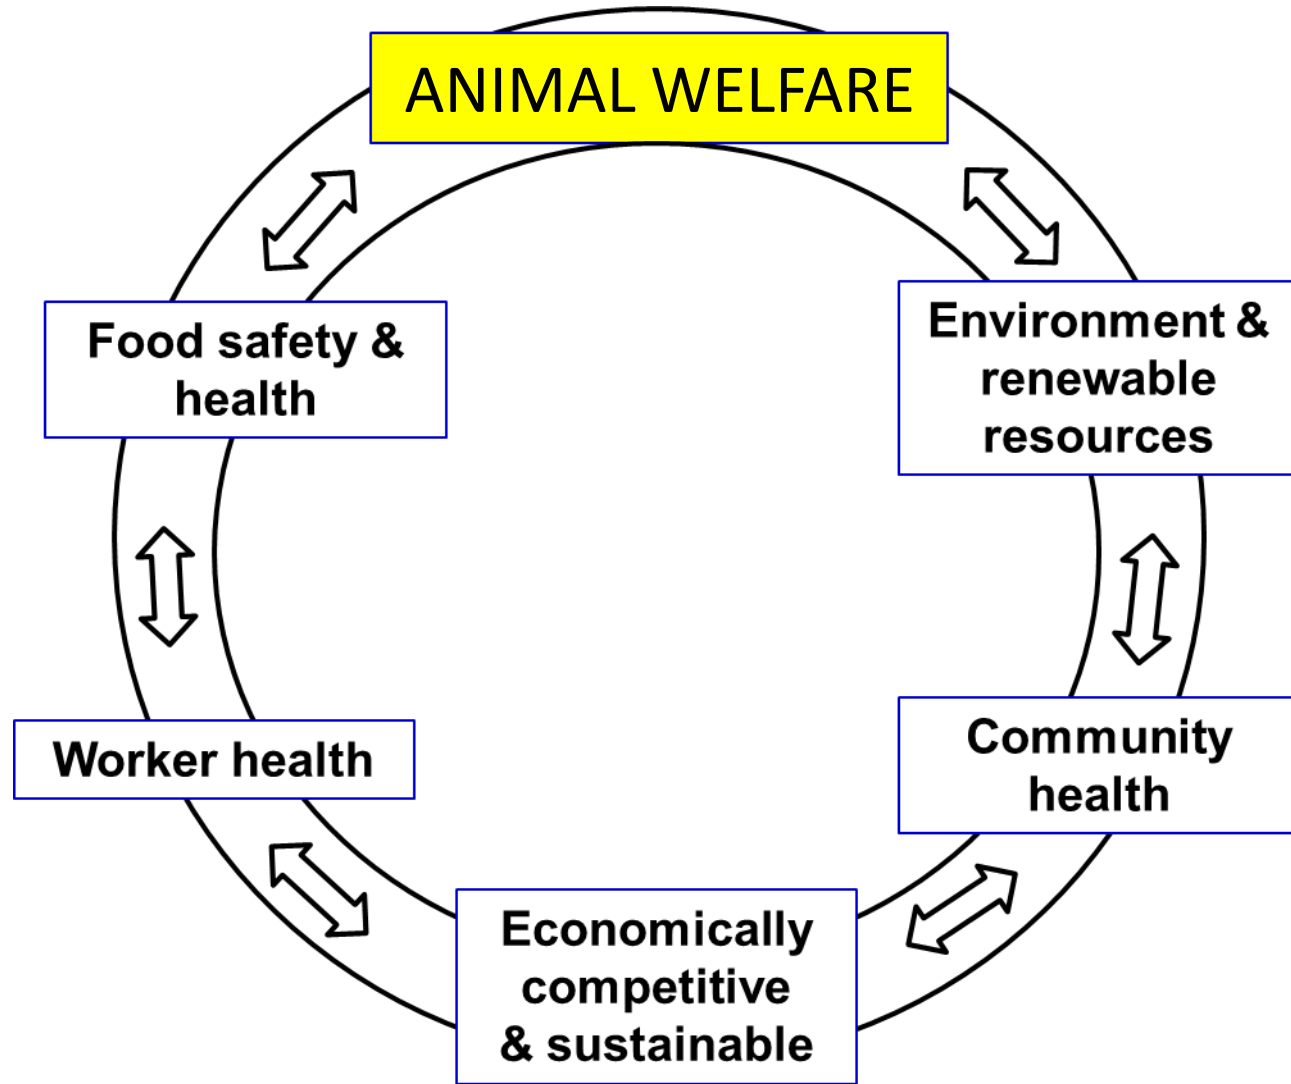 ANIMAL WELFARE
Food safety &
health
Environment &
renewable
resources
Worker health
Community
health
Economically
competitive
& sustainable